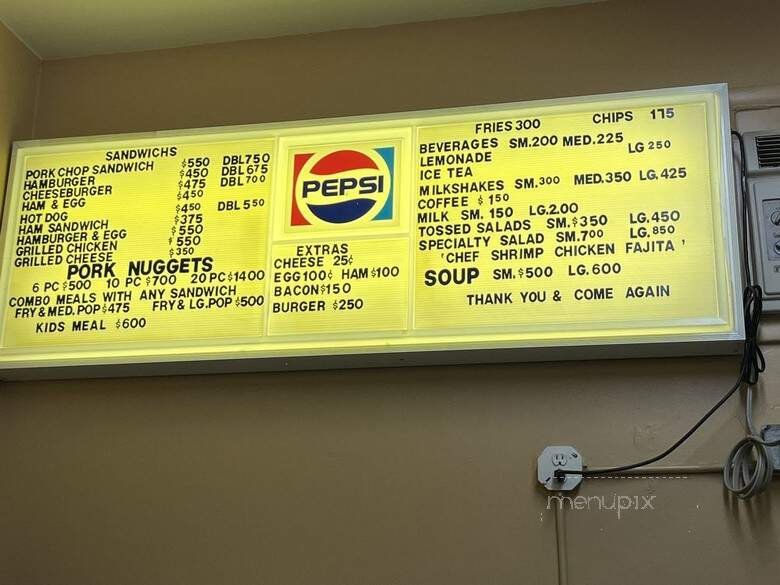 SANDWICHS
PORK CHOP SANDWICH $550 DBL750
HAMBURGER $450 DBL675
CHEESEBURGER $475 DBL700
HAM & EGG $450
HOT DOG $450 DBL 550
HAM SANDWICH $375
HAMBURGER & EGG $550
GRILLED CHICKEN $550
GRILLED CHEESE $350
PORK NUGGETS
6 PC $500 10 PC $700 20 PC $1400
COMBO MEALS WITH ANY SANDWICH
FRY & MED. POP $475 FRY & LG.POP $500
KIDS MEAL $600
PEPSI
EXTRAS
CHEESE 25¢
EGG 100¢ HAM $100
BACON $150
BURGER $250
FRIES 300 CHIPS 175
BEVERAGES SM.200 MED.225 LG 250
LEMONADE
ICE TEA
MILKSHAKES SM.300 MED.350 LG.425
COFFEE $150
MILK SM. 150 LG.2.00
TOSSED SALADS SM.$350 LG.450
SPECIALTY SALAD SM.700 LG.850
'CHEF SHRIMP CHICKEN FAJITA'
SOUP SM.$500 LG.600
THANK YOU & COME AGAIN
menupix